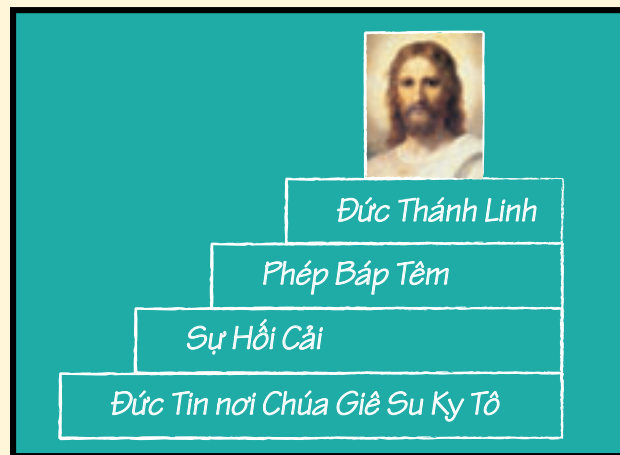 Đức Thánh Linh
Phép Báp Têm
Sự Hối Cải
Đức Tin nơi Chúa Giê Su Ky Tô